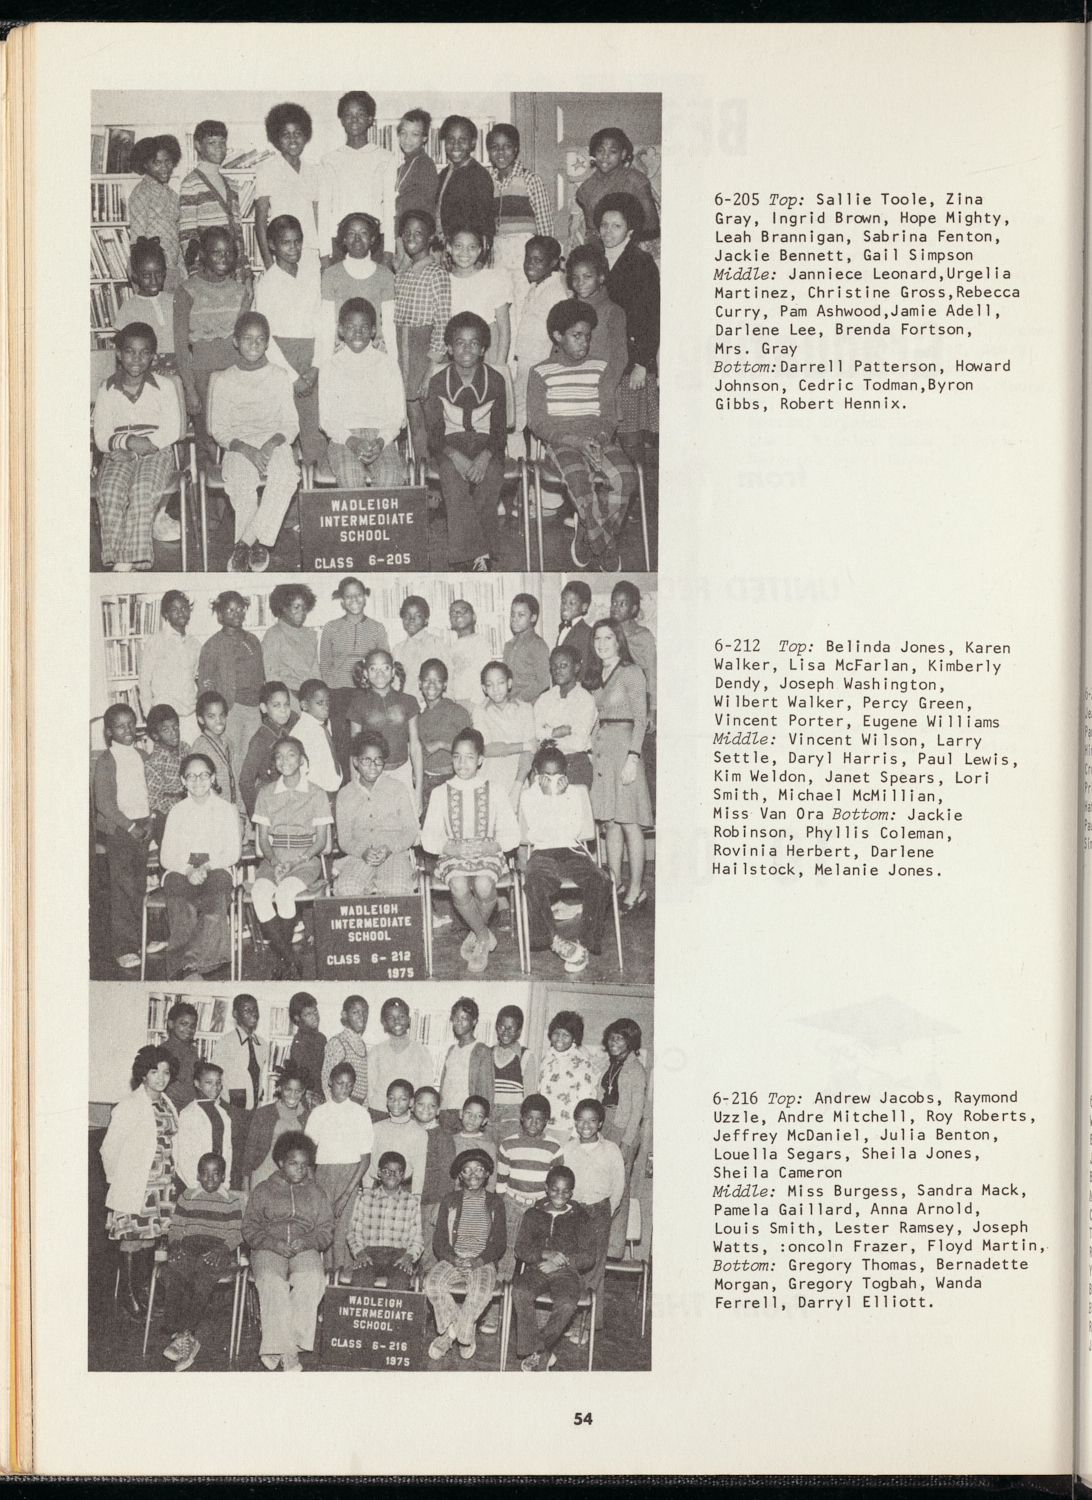 6-205 Top: Sallie Toole, Zina
Gray, Ingrid Brown, Hope Mighty,
Leah Brannigan, Sabrina Fenton,
Jackie Bennett, Gail Simpson
Middle: Janniece Leonard,Urgelia
Martinez, Christine Gross,Rebecca
Curry, Pam Ashwood,Jamie Adell,
Darlene Lee, Brenda Fortson,
Mrs. Gray
Bottom:Darrell Patterson, Howard
Johnson, Cedric Todman,Byron
Gibbs, Robert Hennix.
WADLEIGH
INTERMEDIATE
SCHOOL
CLASS 6-205
6-212 Top: Belinda Jones, Karen
Walker, Lisa McFarlan, Kimberly
Dendy, Joseph Washington,
Wilbert Walker, Percy Green,
Vincent Porter, Eugene Williams
Middle: Vincent Wilson, Larry
Settle, Daryl Harris, Paul Lewis,
Kim Weldon, Janet Spears, Lori
Smith, Michael McMillian,
Miss Van Ora Bottom: Jackie
Robinson, Phyllis Coleman,
Rovinia Herbert, Darlene
Hailstock, Melanie Jones.
WADLEIGH
INTERMEDIATE
SCHOOL
CLASS 6-212
1975
6-216 Top: Andrew Jacobs, Raymond
Uzzle, Andre Mitchell, Roy Roberts,
Jeffrey McDaniel, Julia Benton,
Louella Segars, Sheila Jones,
Sheila Cameron
Middle: Miss Burgess, Sandra Mack,
Pamela Gaillard, Anna Arnold,
Louis Smith, Lester Ramsey, Joseph
Watts, :oncoln Frazer, Floyd Martin,
Bottom: Gregory Thomas, Bernadette
Morgan, Gregory Togbah, Wanda
Ferrell, Darryl Elliott.
WADLEIGH
INTERMEDIATE
SCHOOL
CLASS 6-216
1975
54